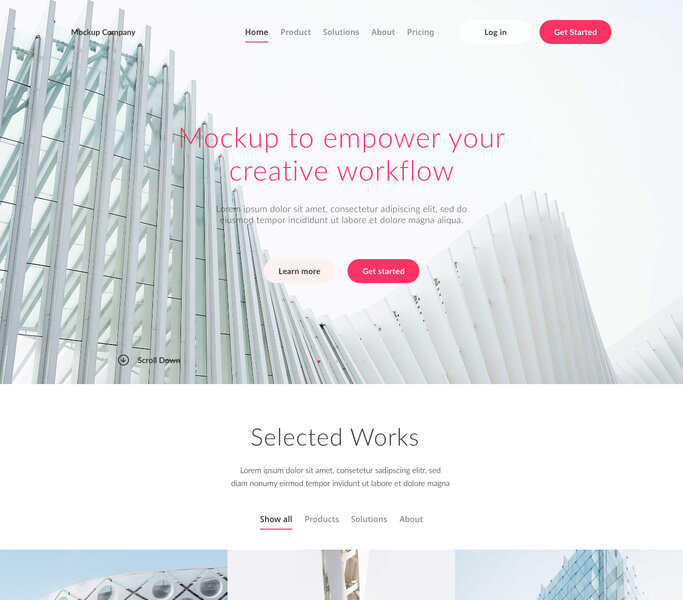 Mockup Company
Home Product Solutions About Pricing
Log in
Get Started
Mockup to empower your
creative workflow
Lorem ipsum dolor sit amet, consectetur adipiscing elit, sed do
eiusmod tempor incididunt ut labore et dolore magna aliqua.
Learn more
Get started
Scroll Down
Selected Works
Lorem ipsum dolor sit amet, consetetur sadipscing elitr, sed
diam nonumy eirmod tempor invidunt ut labore et dolore magna
Show all Products Solutions About